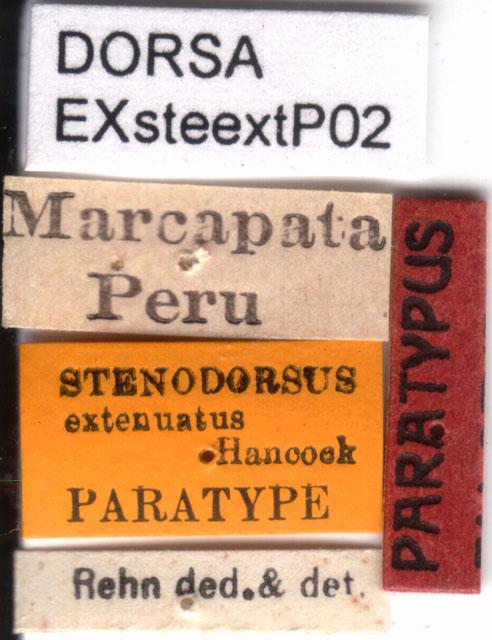 DORSA
EXsteextP02
Marcapata
Peru
STENODORSUS
extenuatus
Hancock
PARATYPE
Rehn ded.& det.
PARATYPUS